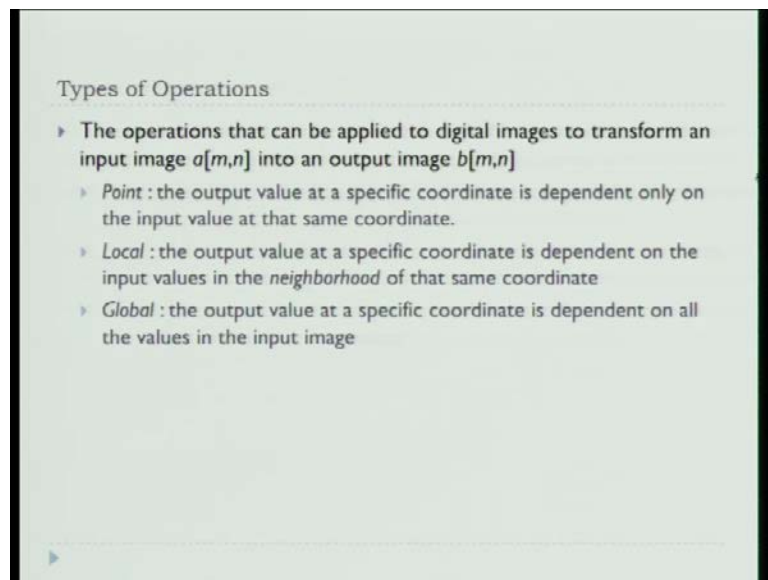 Types of Operations
The operations that can be applied to digital images to transform an
input image a[m,n] into an output image b[m,n]
Point : the output value at a specific coordinate is dependent only on
the input value at that same coordinate.
Local : the output value at a specific coordinate is dependent on the
input values in the neighborhood of that same coordinate
Global : the output value at a specific coordinate is dependent on all
the values in the input image